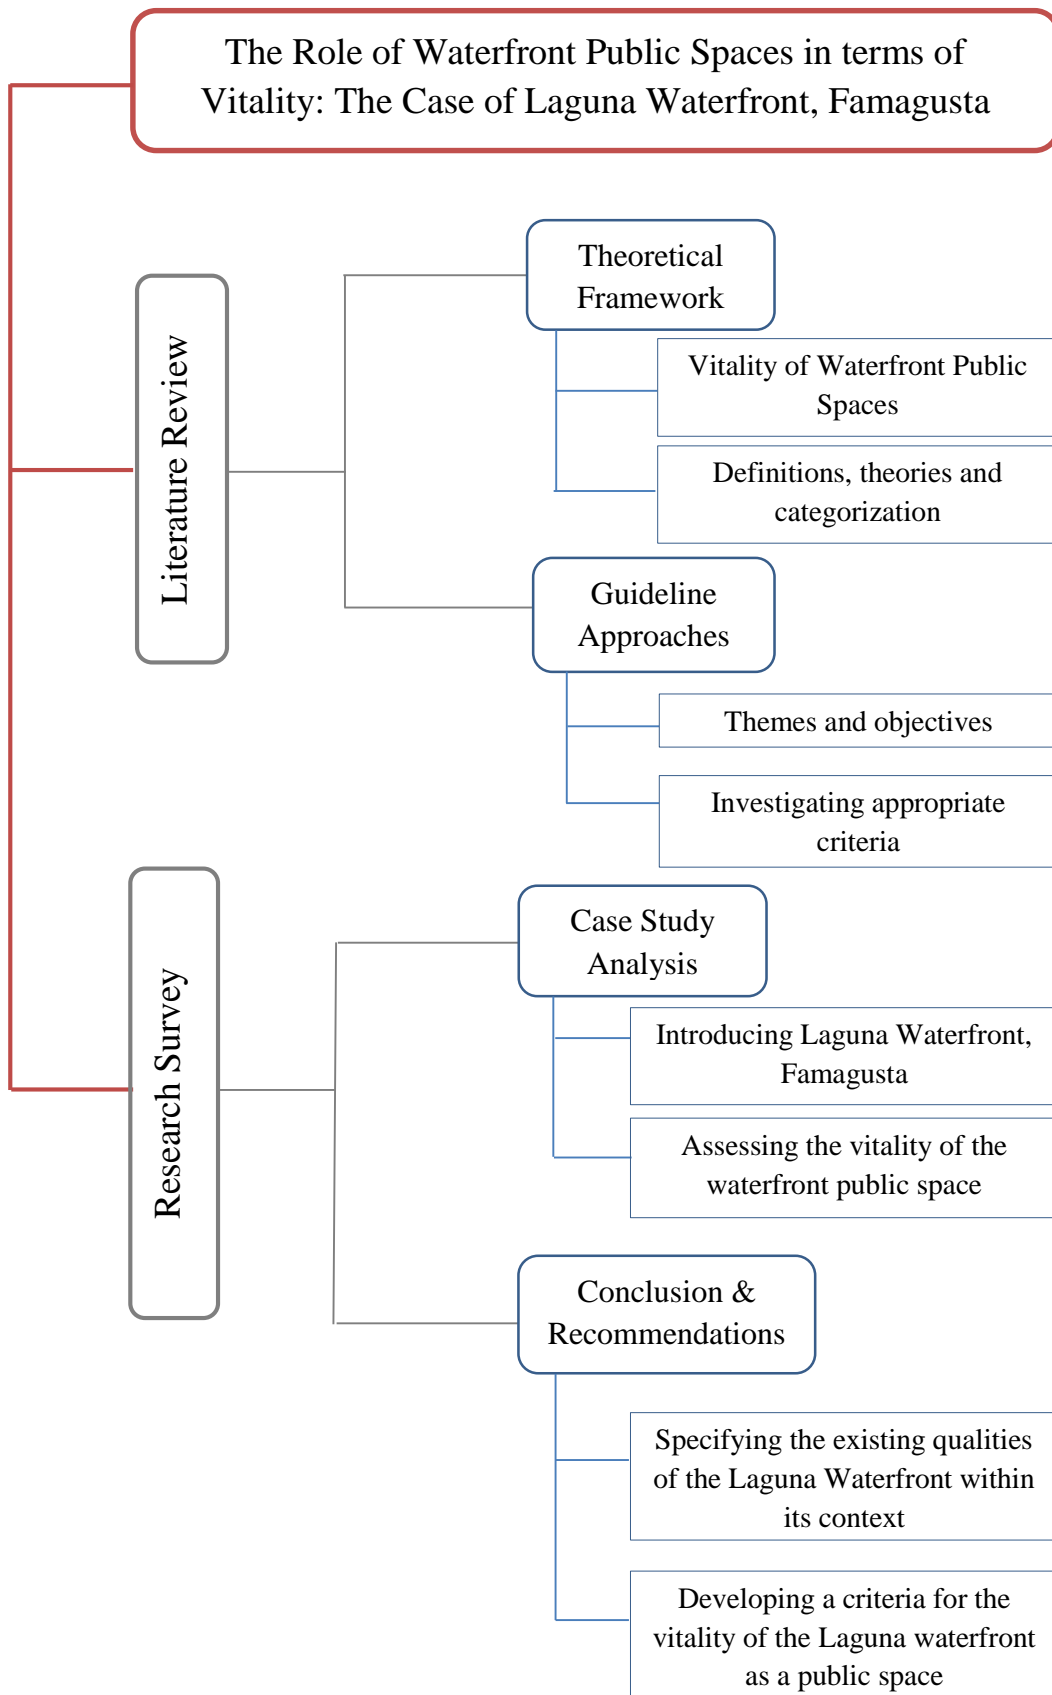 The Role of Waterfront Public Spaces in terms of
Vitality: The Case of Laguna Waterfront, Famagusta
Literature Review
Theoretical
Framework
Vitality of Waterfront Public
Spaces
Definitions, theories and
categorization
Guideline
Approaches
Themes and objectives
Investigating appropriate
criteria
Research Survey
Case Study
Analysis
Introducing Laguna Waterfront,
Famagusta
Assessing the vitality of the
waterfront public space
Conclusion &
Recommendations
Specifying the existing qualities
of the Laguna Waterfront within
its context
Developing a criteria for the
vitality of the Laguna waterfront
as a public space